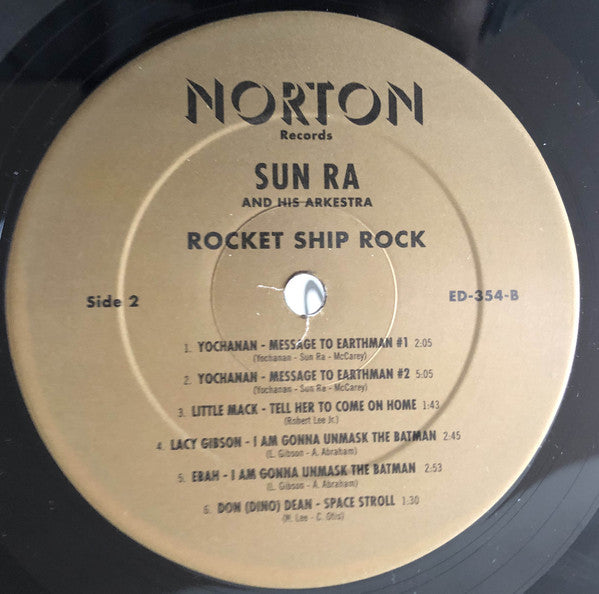 NORTON
Records
SUN RA
AND HIS ARKESTRA
ROCKET SHIP ROCK
Side 2
ED-354-B
1. YOCHANAN - MESSAGE TO EARTHMAN #1 2:05
(Yochanan - Sun Ra - McCarey)
2. YOCHANAN - MESSAGE TO EARTHMAN #2 5:05
(Yochanan - Sun Ra - McCarey)
3. LITTLE MACK - TELL HER TO COME ON HOME 1:43
(Robert Lee Jr.)
4. LACY GIBSON - I AM GONNA UNMASK THE BATMAN 2:45
(L. Gibson - A. Abraham)
5. EBAH - I AM GONNA UNMASK THE BATMAN 2:53
(L. Gibson - A. Abraham)
6. DON (DINO) DEAN - SPACE STROLL 1:30
(M. Lee - C. Otis)